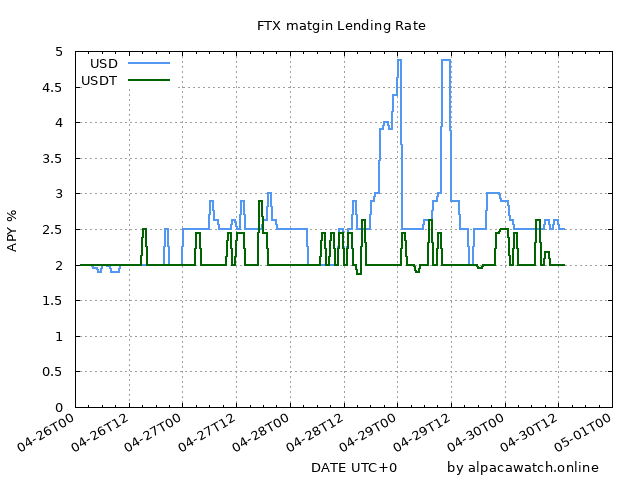 FTX matgin Lending Rate
USD
USDT
5
4.5
4
3.5
3
2.5
2
1.5
1
0.5
0
APY %
04-26T00
04-26T12
04-27T00
04-27T12
04-28T00
04-28T12
04-29T00
04-29T12
04-30T00
04-30T12
05-01T00
DATE UTC+0
by alpacawatch.online